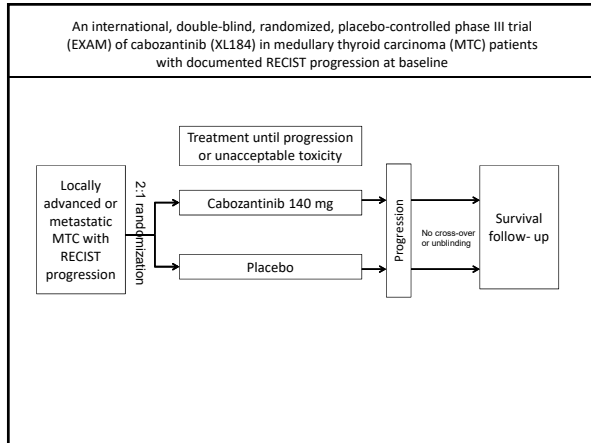 An international, double-blind, randomized, placebo-controlled phase III trial
(EXAM) of cabozantinib (XL184) in medullary thyroid carcinoma (MTC) patients
with documented RECIST progression at baseline
Treatment until progression
or unacceptable toxicity
Locally
advanced or
metastatic
MTC with
RECIST
progression
2:1 randomization
Cabozantinib 140 mg
Placebo
Progression
No cross-over
or unblinding
Survival
follow- up